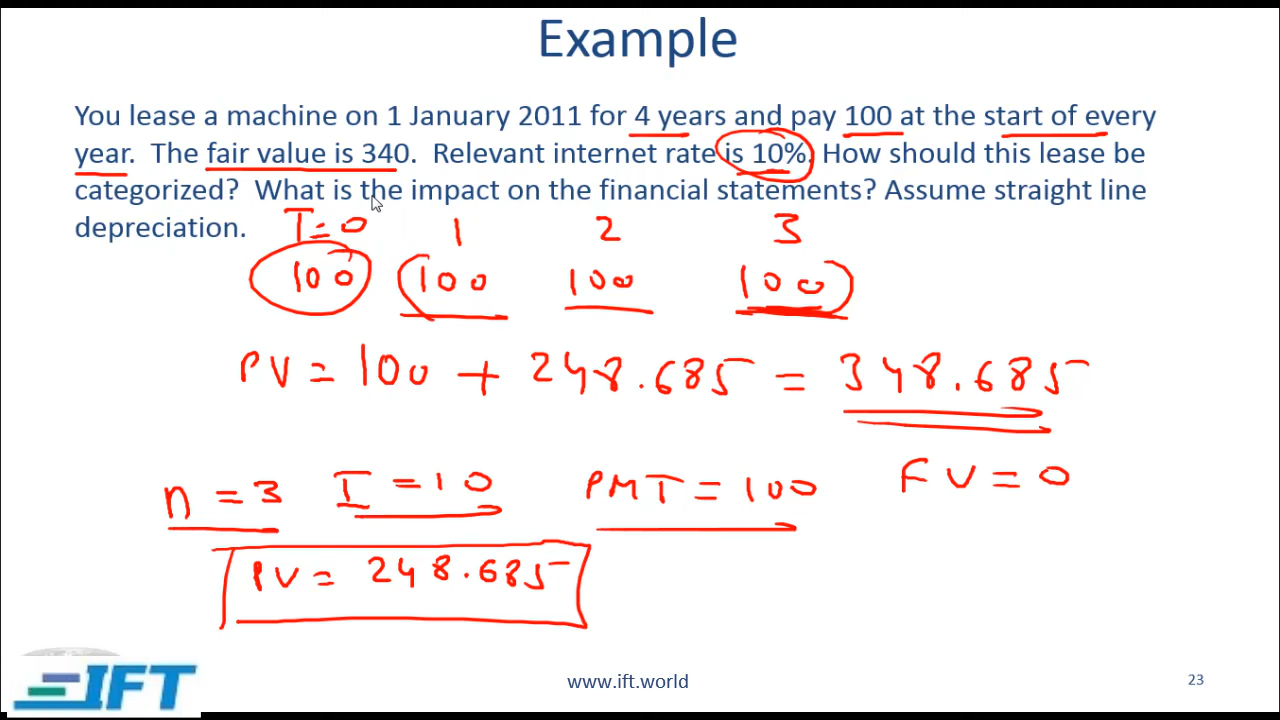 Example
You lease a machine on 1 January 2011 for 4 years and pay 100 at the start of every
year. The fair value is 340. Relevant internet rate is 10%. How should this lease be
categorized? What is the impact on the financial statements? Assume straight line
depreciation.
T=0 1 2 3
100 100 100 100
PV = 100 + 248.685 = 348.685
n = 3 I = 10 PMT = 100 FV = 0
PV = 248.685
IFT
www.ift.world
23